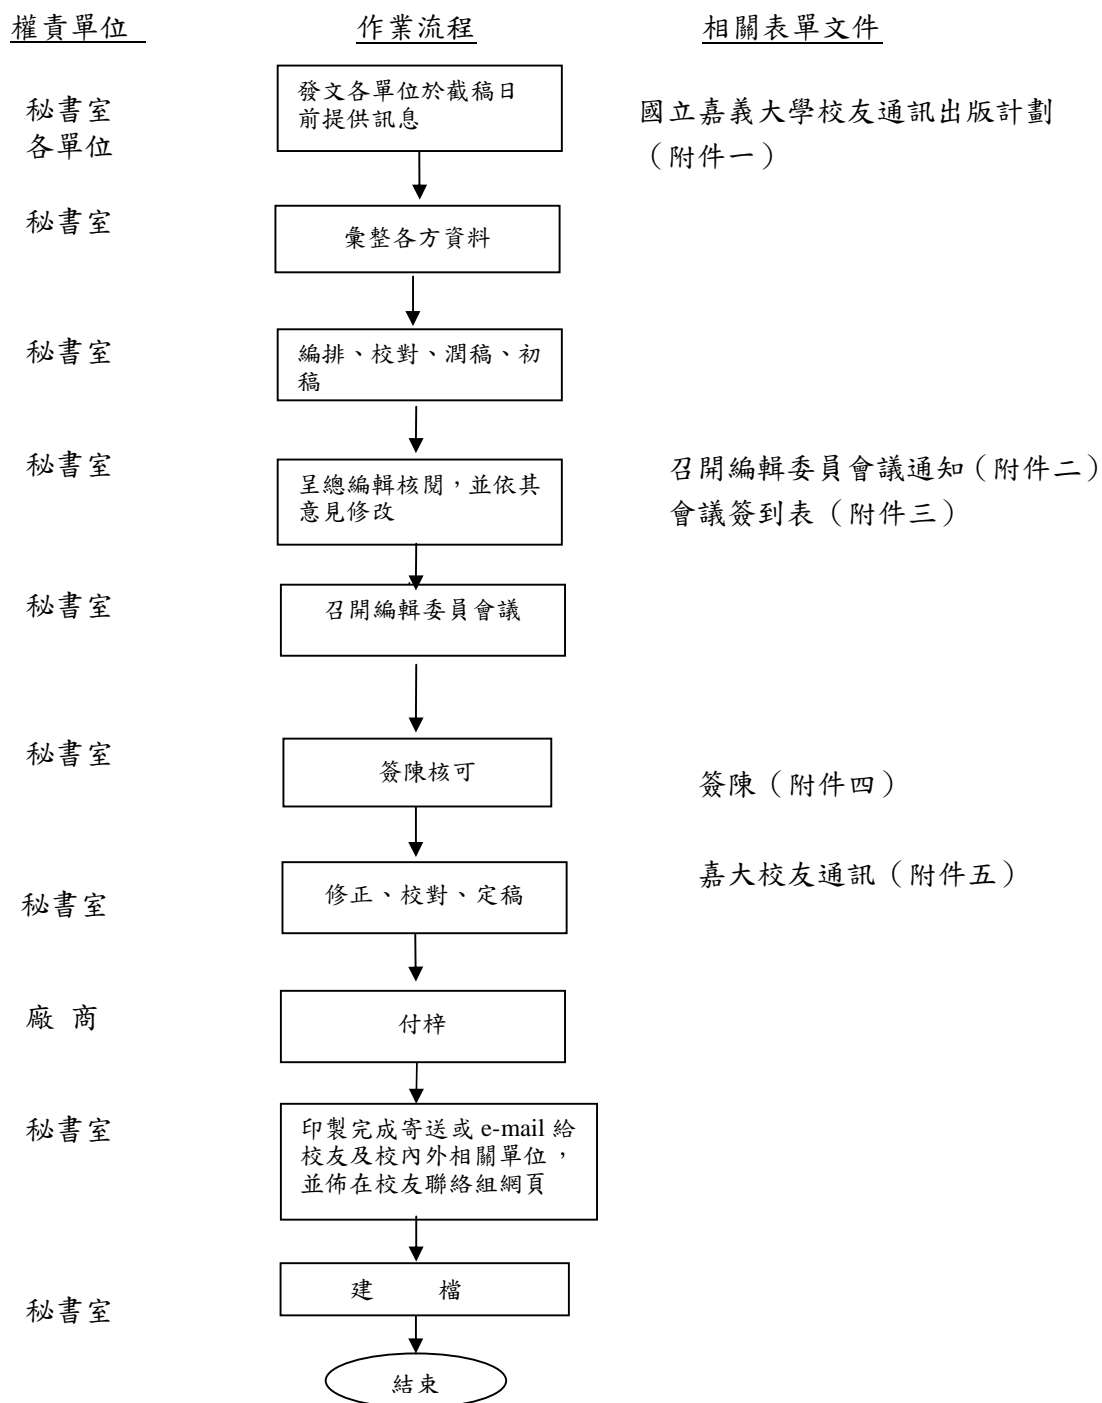 權責單位
作業流程
相關表單文件
秘書室
各單位
發文各單位於截稿日
前提供訊息
國立嘉義大學校友通訊出版計劃
（附件一）
秘書室
彙整各方資料
秘書室
編排、校對、潤稿、初
稿
秘書室
呈總編輯核閱，並依其
意見修改
召開編輯委員會議通知（附件二）
會議簽到表（附件三）
秘書室
召開編輯委員會議
秘書室
簽陳核可
簽陳（附件四）
秘書室
修正、校對、定稿
嘉大校友通訊（附件五）
廠 商
付梓
秘書室
印製完成寄送或 e-mail 給
校友及校內外相關單位，
並佈在校友聯絡組網頁
秘書室
建 檔
結束